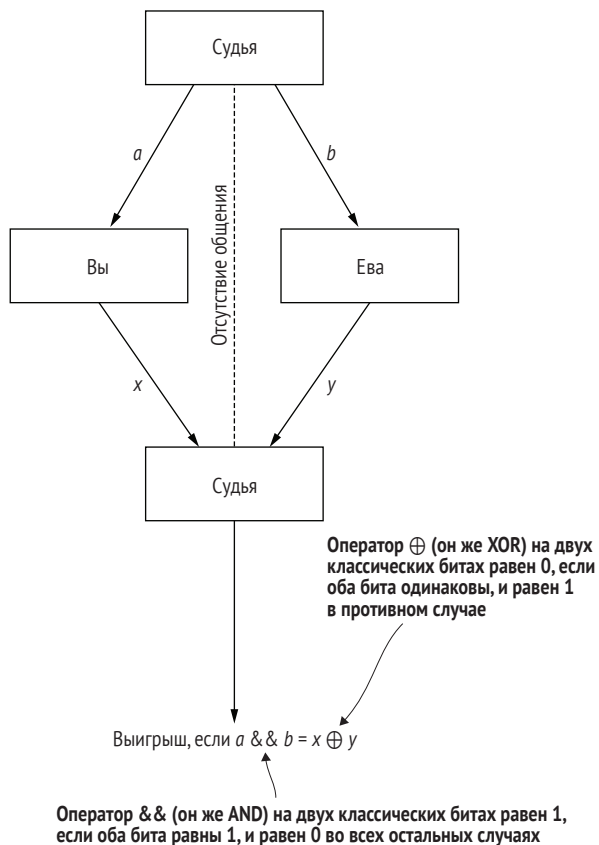 Судья
a
b
Отсутствие общения
Вы
Ева
x
y
Судья
Оператор ⊕ (он же XOR) на двух
классических битах равен 0, если
оба бита одинаковы, и равен 1
в противном случае
Выигрыш, если a && b = x ⊕ y
Оператор && (он же AND) на двух классических битах равен 1,
если оба бита равны 1, и равен 0 во всех остальных случаях